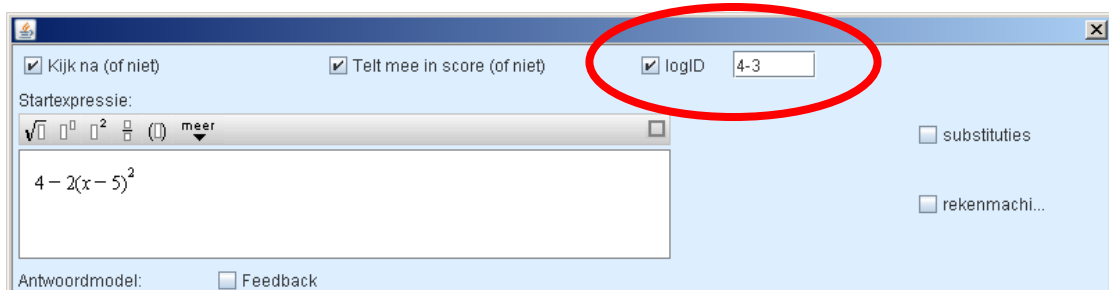 Kijk na (of niet) Telt mee in score (of niet) logID 4-3
Startexpressie:
meer
substituties
4 − 2(x − 5)²
rekenmachi...
Antwoordmodel: Feedback